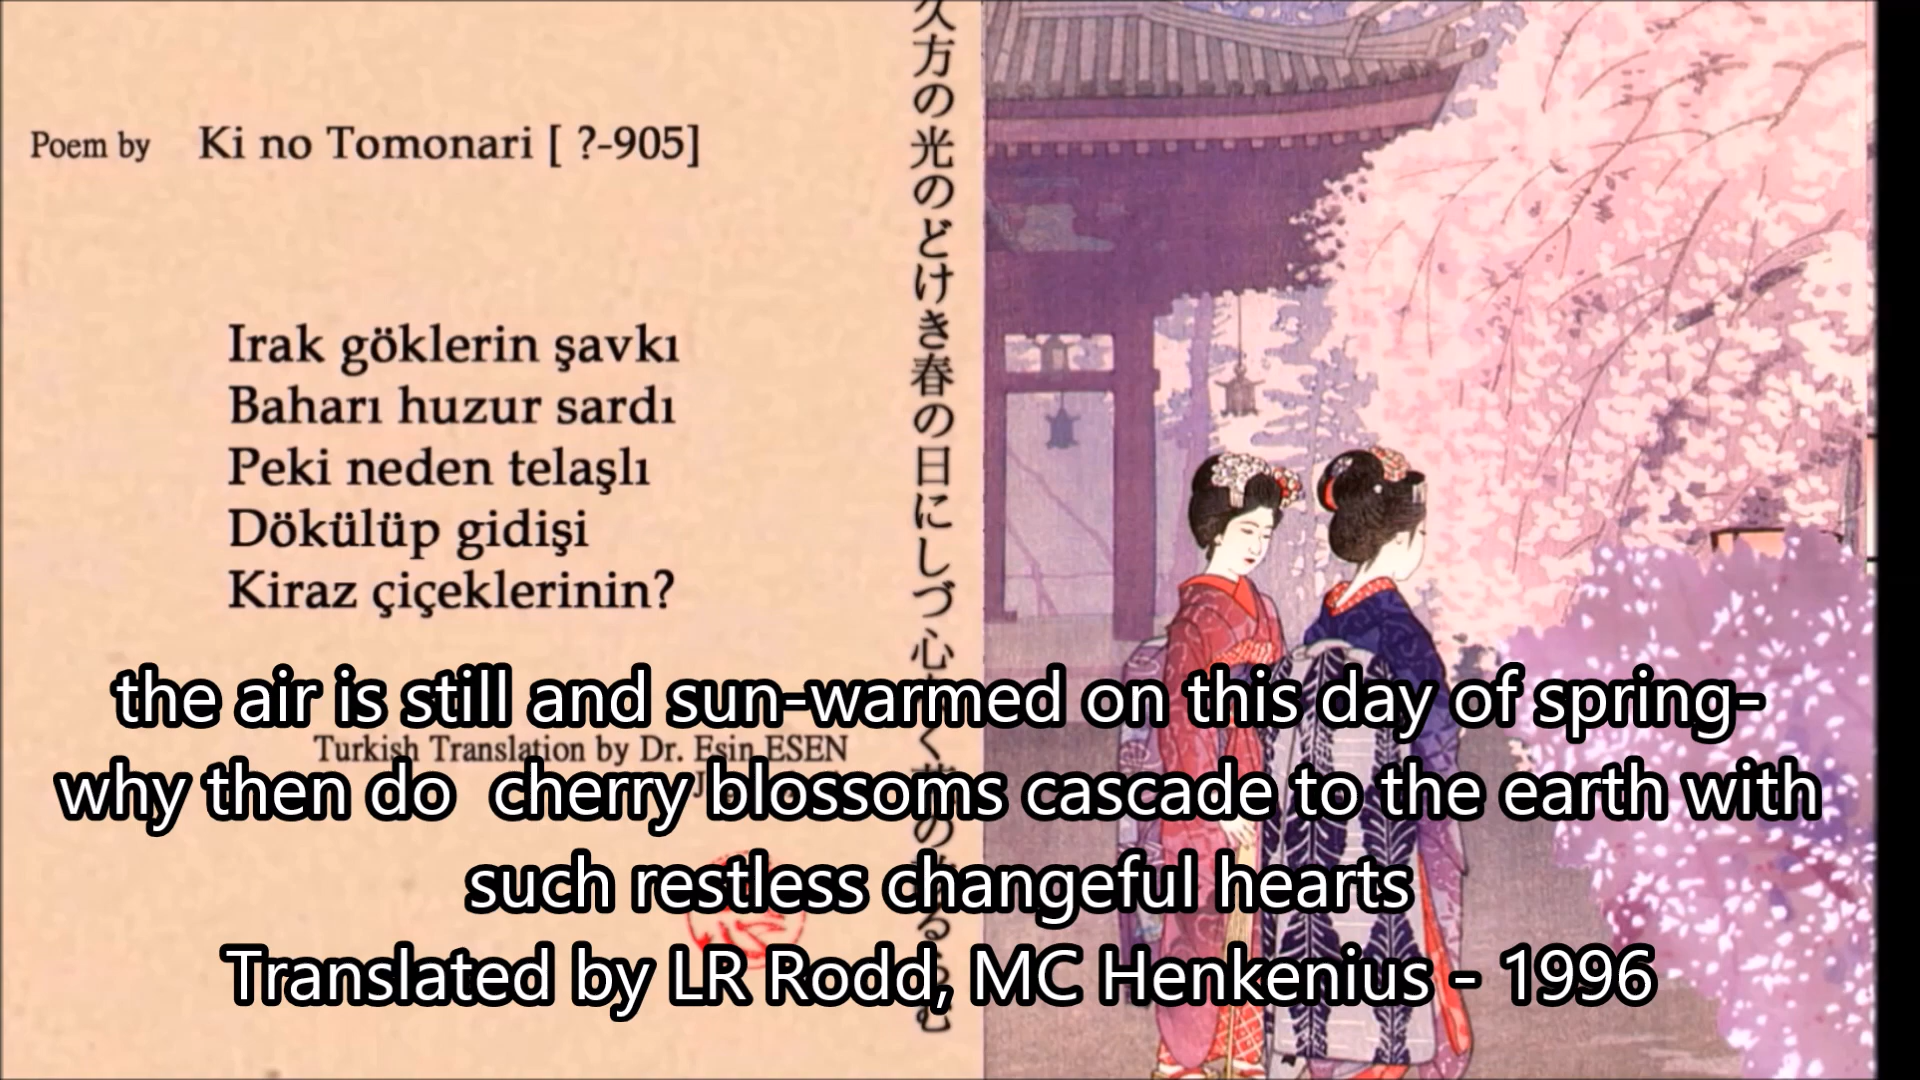 Poem by Ki no Tomonari [ ?-905]
Irak göklerin şavkı
Baharı huzur sardı
Peki neden telaşlı
Dökülüp gidişi
Kiraz çiçeklerinin?
久方の光のどけき春の日にしづ心
the air is still and sun-warmed on this day of spring-
Turkish Translation by Dr. Esin ESEN
why then do cherry blossoms cascade to the earth with
such restless changeful hearts
Translated by LR Rodd, MC Henkenius - 1996